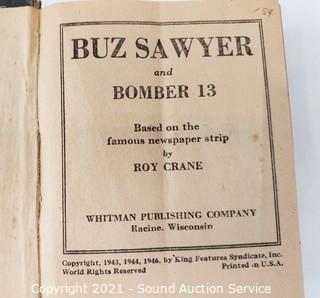 BUZ SAWYER
and
BOMBER 13
Based on the
famous newspaper strip
by
ROY CRANE
WHITMAN PUBLISHING COMPANY
Racine, Wisconsin
Copyright, 1943, 1944, 1946, by King Features Syndicate, Inc.
World Rights Reserved Printed in U.S.A.
Copyright © 2021 - Sound Auction Service